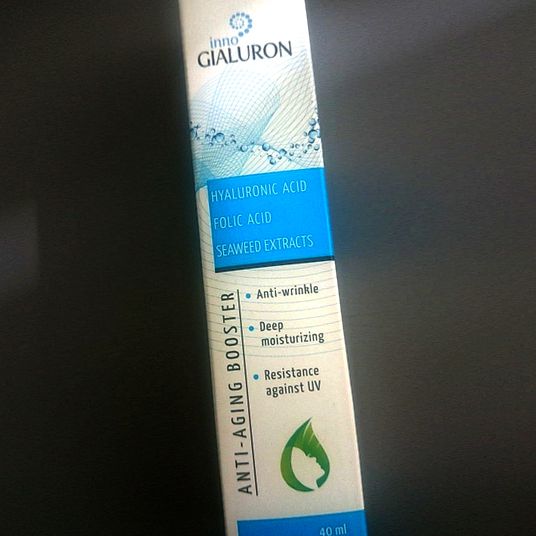 inno
GIALURON
HYALURONIC ACID
FOLIC ACID
SEAWEED EXTRACTS
ANTI-AGING BOOSTER
• Anti-wrinkle
• Deep
moisturizing
• Resistance
against UV
40 ml